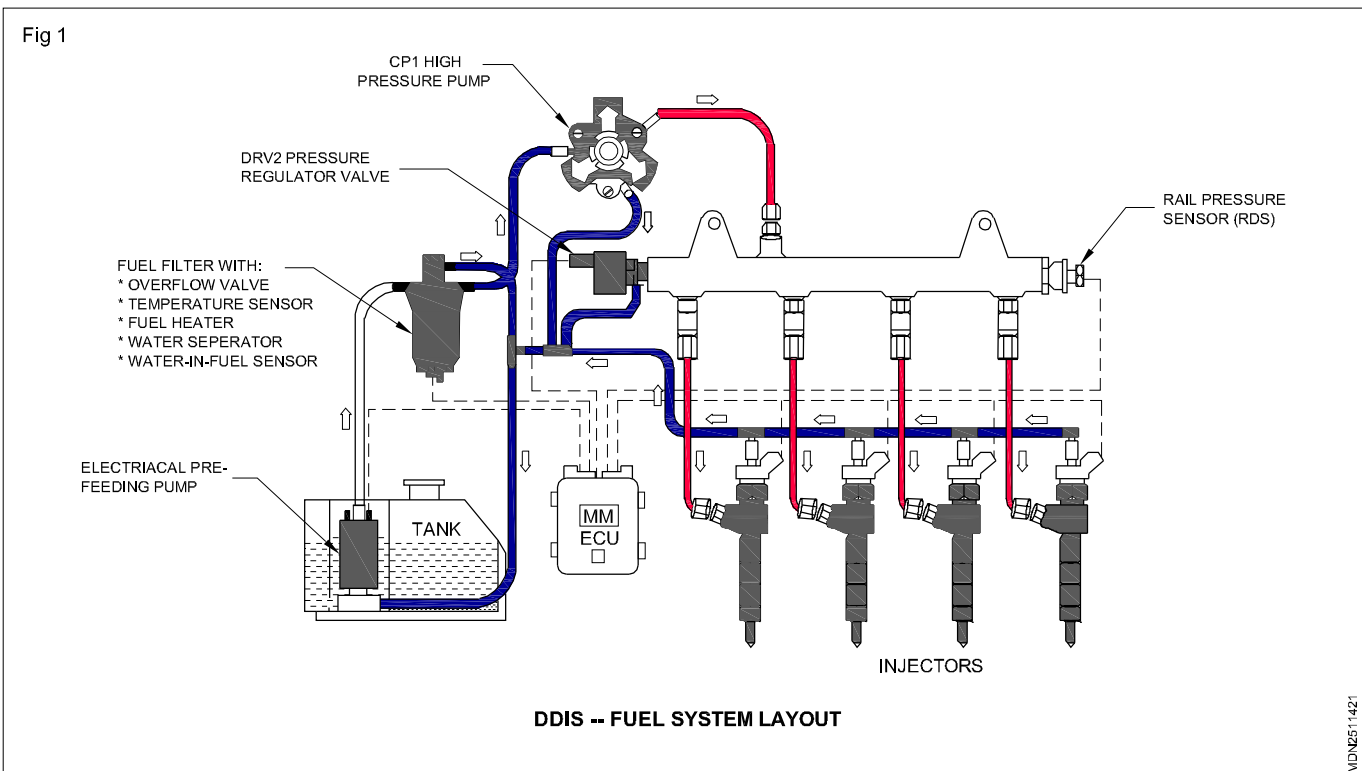 Fig 1
CP1 HIGH
PRESSURE PUMP
DRV2 PRESSURE
REGULATOR VALVE
RAIL PRESSURE
SENSOR (RDS)
FUEL FILTER WITH:
* OVERFLOW VALVE
* TEMPERATURE SENSOR
* FUEL HEATER
* WATER SEPERATOR
* WATER-IN-FUEL SENSOR
ELECTRIACAL PRE-
FEEDING PUMP
TANK
MM
ECU
INJECTORS
DDIS -- FUEL SYSTEM LAYOUT
MDN2511421